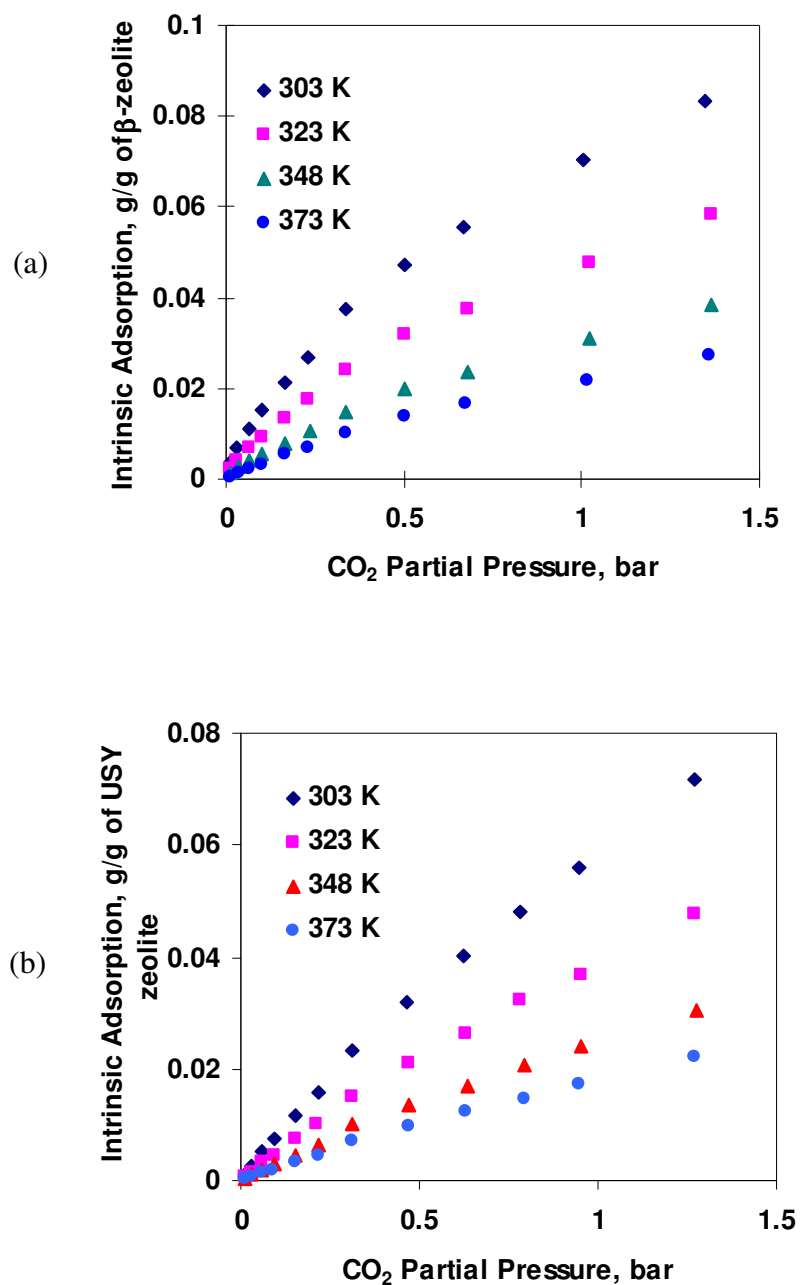 (a)
Intrinsic Adsorption, g/g of β-zeolite
0.1
0.08
0.06
0.04
0.02
0
303 K
323 K
348 K
373 K
0 0.5 1 1.5
CO₂ Partial Pressure, bar
(b)
Intrinsic Adsorption, g/g of USY
zeolite
0.08
0.06
0.04
0.02
0
303 K
323 K
348 K
373 K
0 0.5 1 1.5
CO₂ Partial Pressure, bar